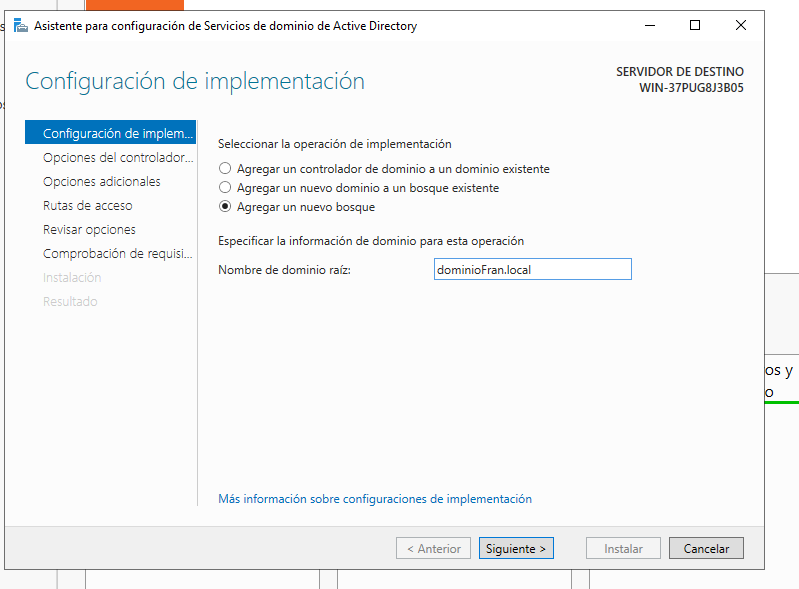 Asistente para configuración de Servicios de dominio de Active Directory
Configuración de implementación
SERVIDOR DE DESTINO
WIN-37PUG8J3B05
Configuración de implem...
Opciones del controlador...
Opciones adicionales
Rutas de acceso
Revisar opciones
Comprobación de requisi...
Instalación
Resultado
Seleccionar la operación de implementación
Agregar un controlador de dominio a un dominio existente
Agregar un nuevo dominio a un bosque existente
Agregar un nuevo bosque
Especificar la información de dominio para esta operación
Nombre de dominio raíz: dominioFran.local
Más información sobre configuraciones de implementación
< Anterior Siguiente > Instalar Cancelar
os y
o